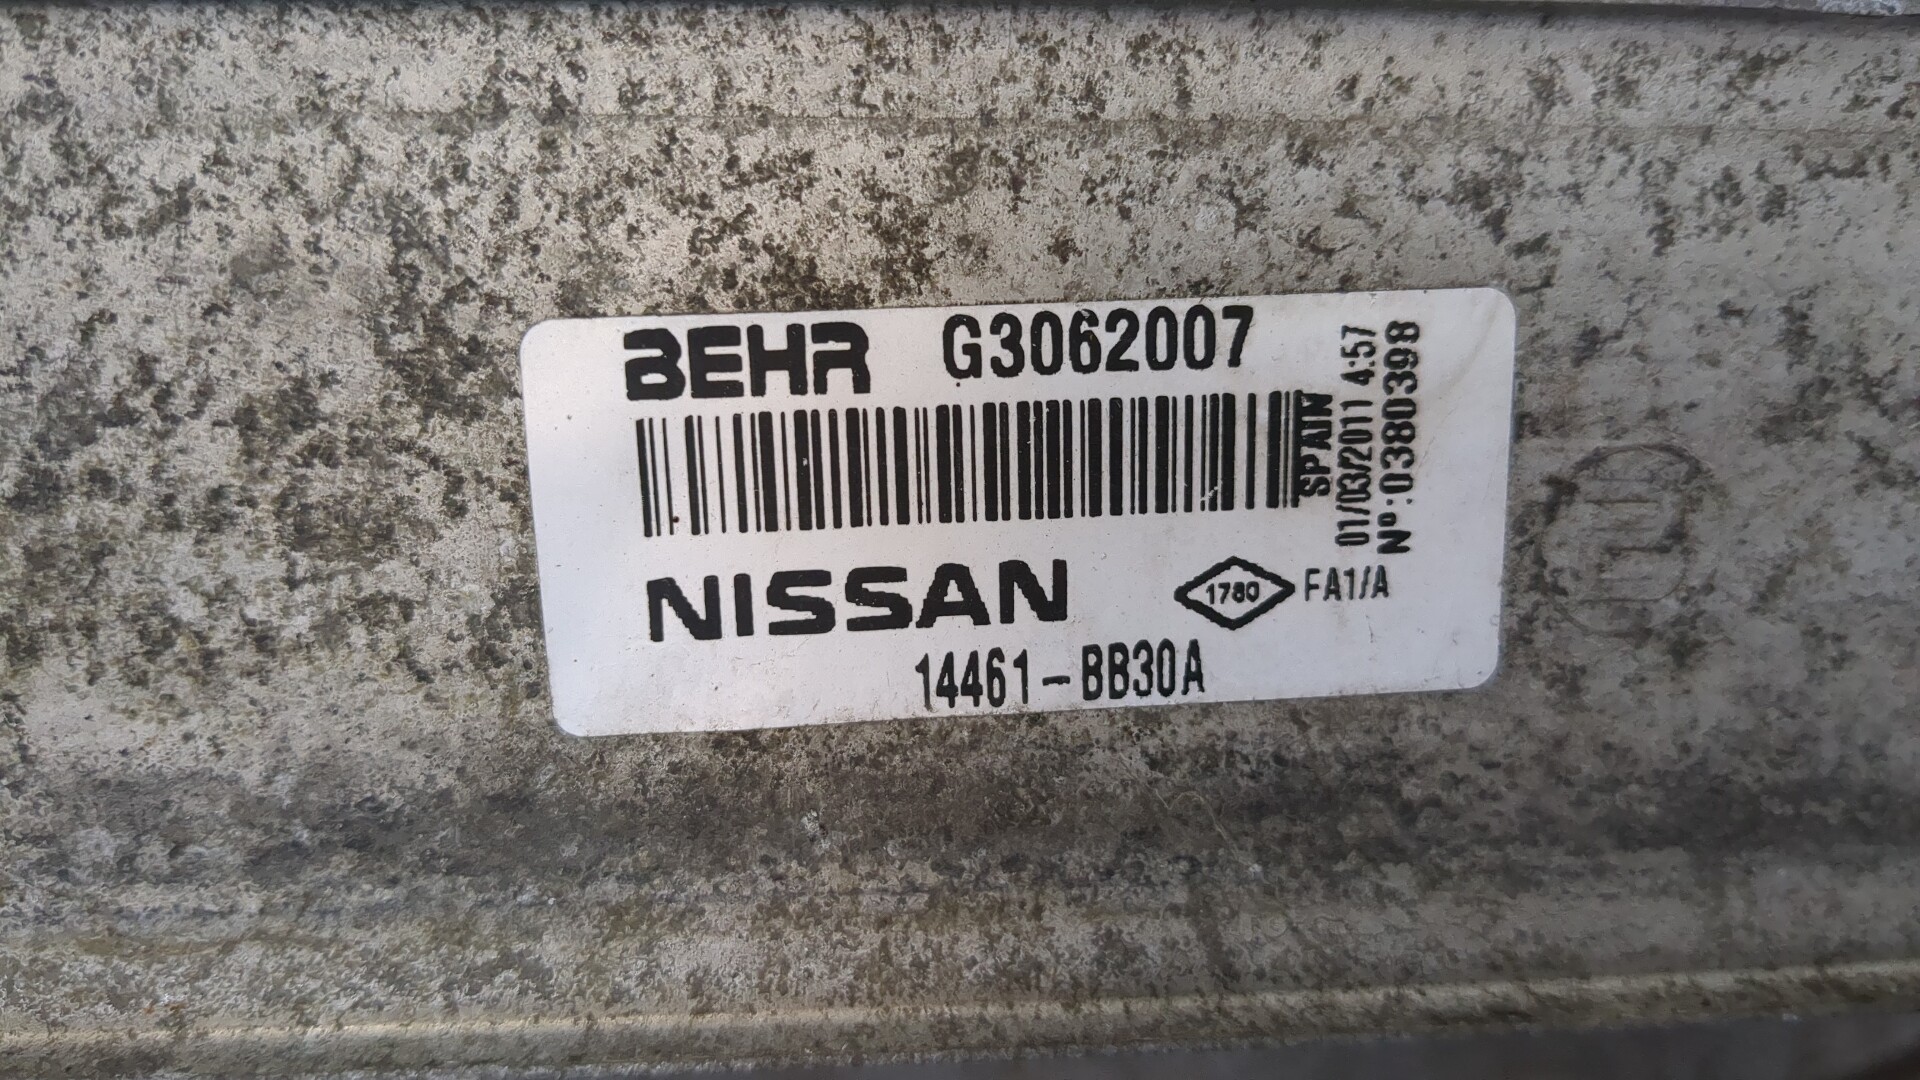 BEHR G3062007
SPAIN
01/03/2011 4:57
Nº:0380398
NISSAN
1780 FA1/A
14461-BB30A